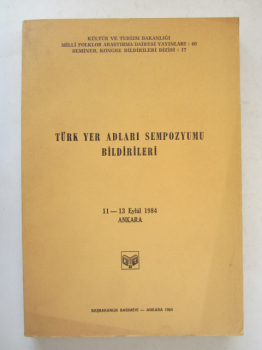 KÜLTÜR VE TURİZM BAKANLIĞI
MİLLİ FOLKLOR ARAŞTIRMA DAİRESİ YAYINLARI : 60
SEMİNER, KONGRE BİLDİRİLERİ DİZİSİ : 17
TÜRK YER ADLARI SEMPOZYUMU
BİLDİRİLERİ
11 — 13 Eylül 1984
ANKARA
BAŞBAKANLIK BASIMEVİ — ANKARA 1984